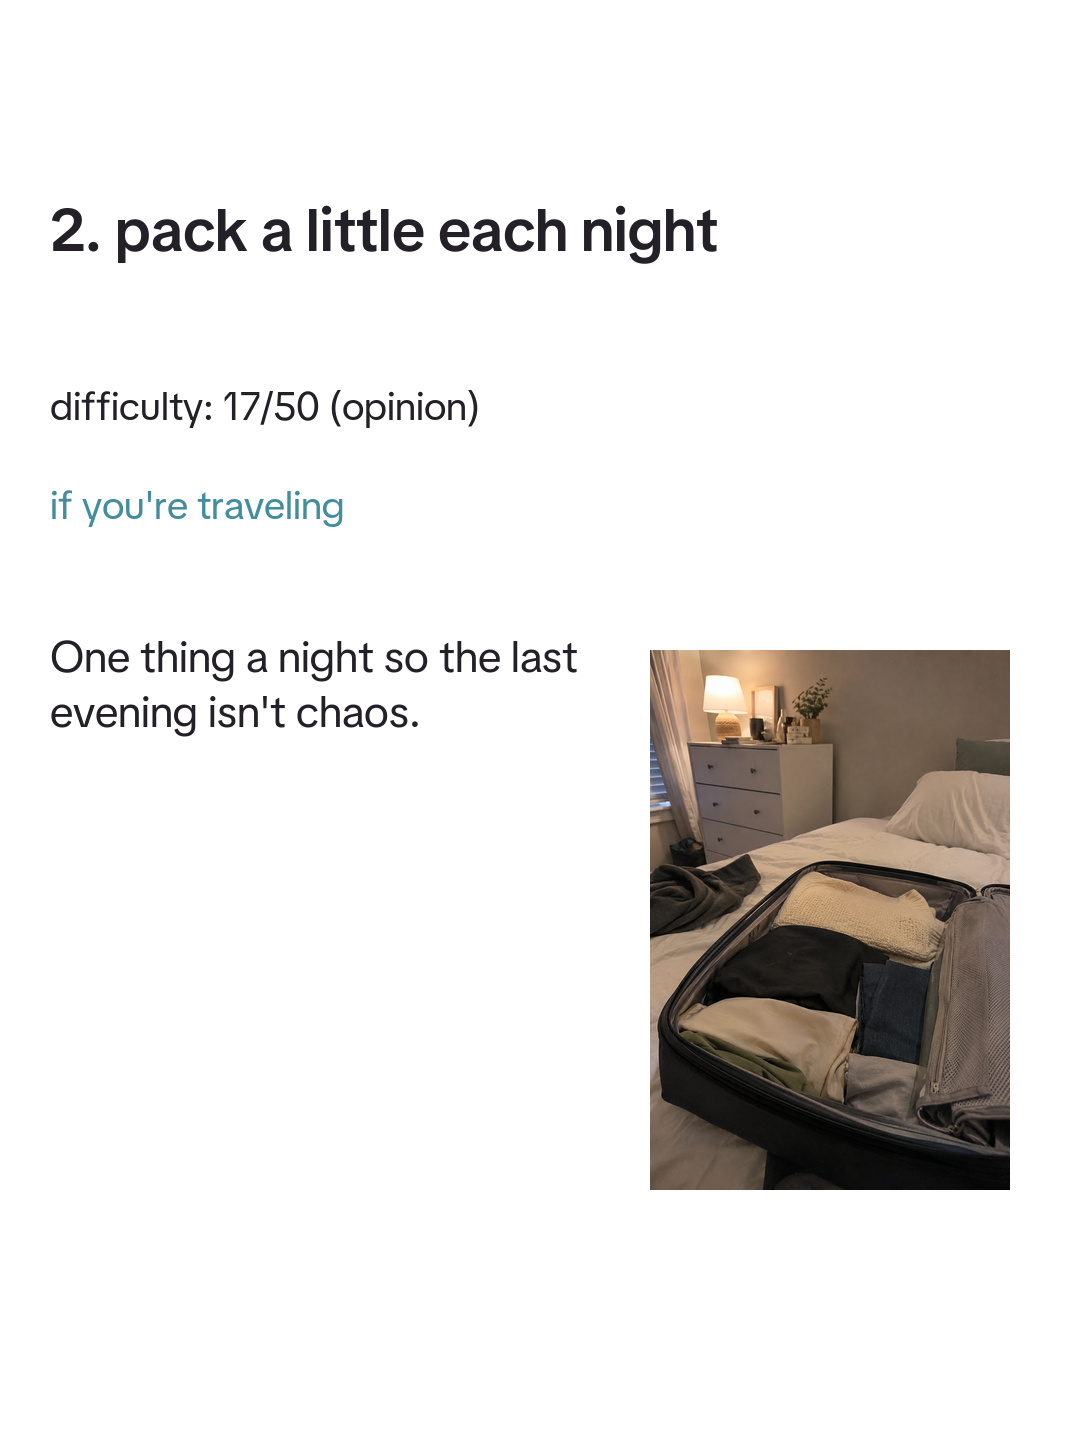 2. pack a little each night
difficulty: 17/50 (opinion)
if you're traveling
One thing a night so the last
evening isn't chaos.